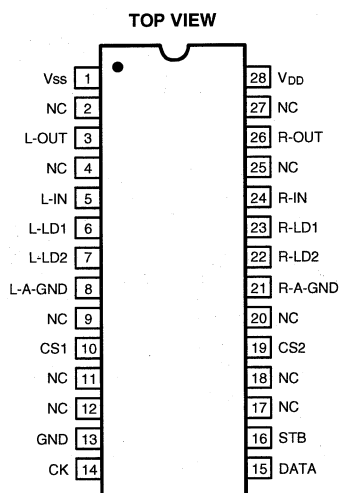 TOP VIEW
Vss 1 28 VDD
NC 2 27 NC
L-OUT 3 26 R-OUT
NC 4 25 NC
L-IN 5 24 R-IN
L-LD1 6 23 R-LD1
L-LD2 7 22 R-LD2
L-A-GND 8 21 R-A-GND
NC 9 20 NC
CS1 10 19 CS2
NC 11 18 NC
NC 12 17 NC
GND 13 16 STB
CK 14 15 DATA